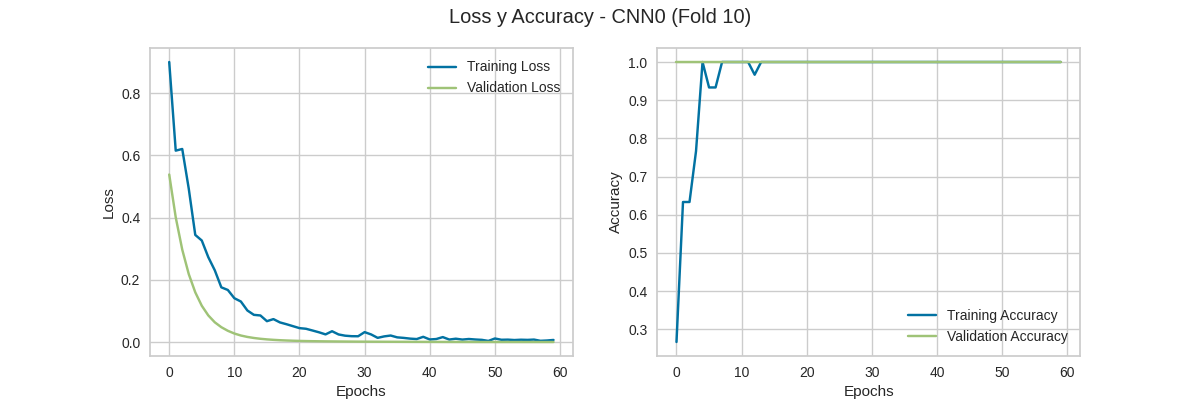 Loss y Accuracy - CNN0 (Fold 10)
Training Loss
Validation Loss
0.8
0.6
0.4
0.2
0.0
Loss
0 10 20 30 40 50 60
Epochs
1.0
0.9
0.8
0.7
0.6
0.5
0.4
0.3
Accuracy
Training Accuracy
Validation Accuracy
0 10 20 30 40 50 60
Epochs